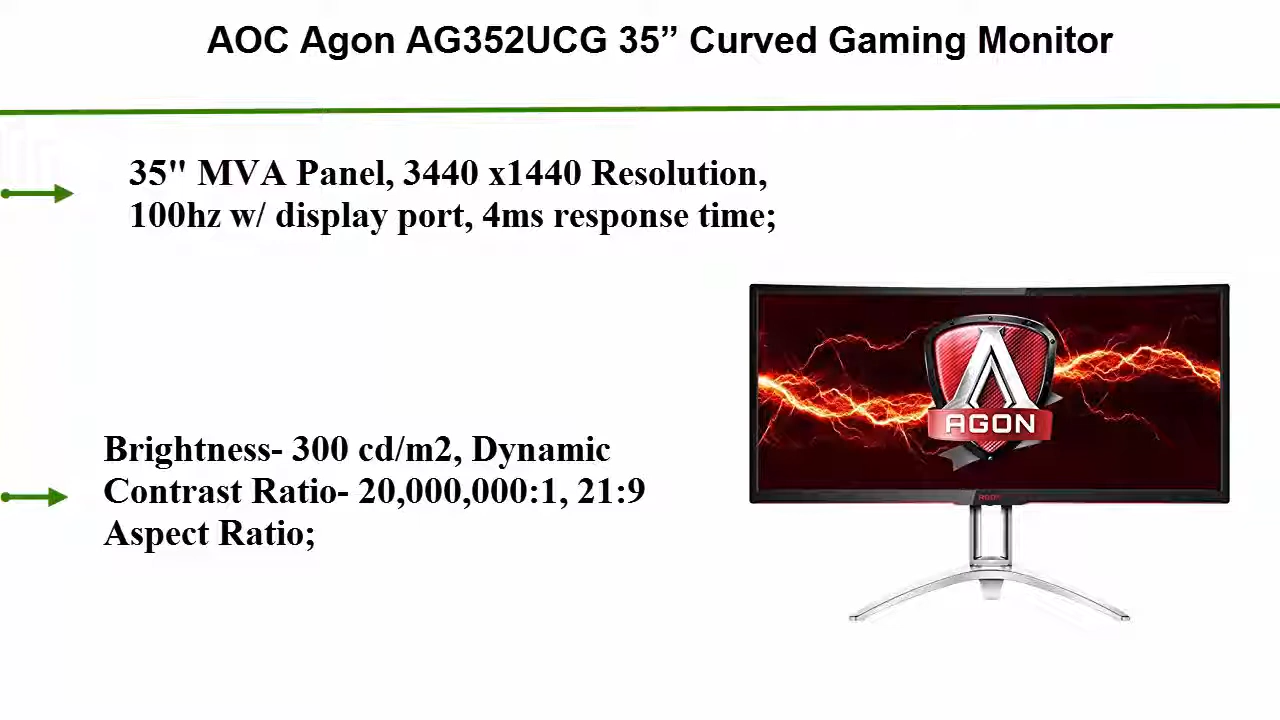 AOC Agon AG352UCG 35” Curved Gaming Monitor
35" MVA Panel, 3440 x1440 Resolution,
100hz w/ display port, 4ms response time;
AGON
AGON
Brightness- 300 cd/m2, Dynamic
Contrast Ratio- 20,000,000:1, 21:9
Aspect Ratio;